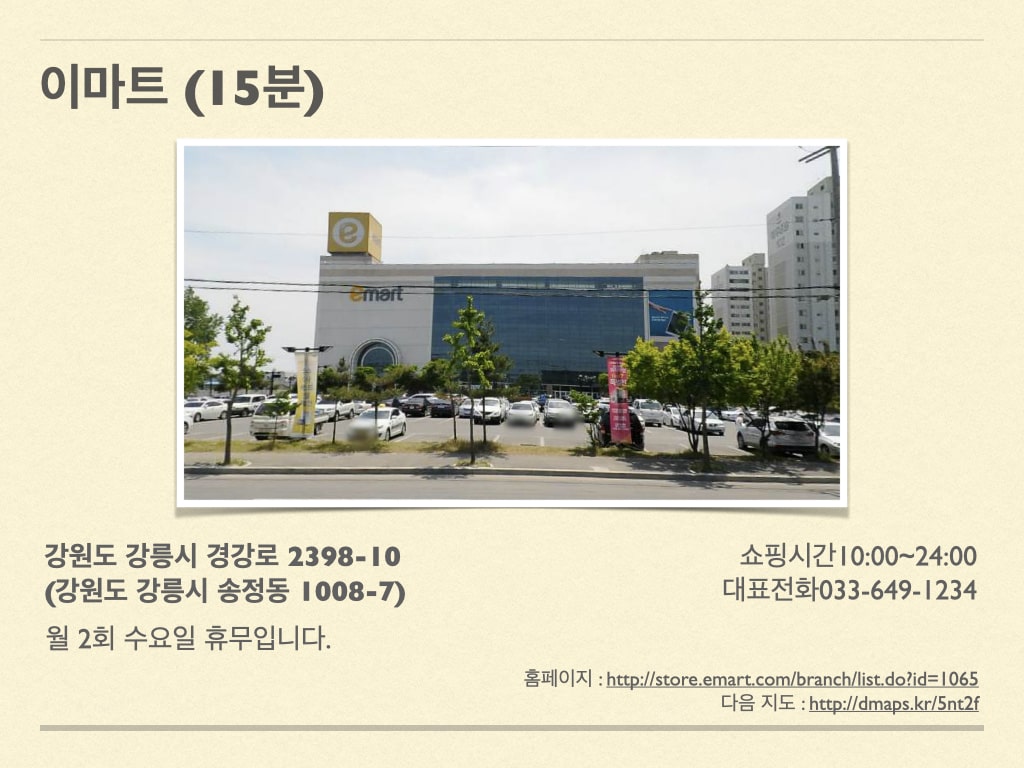 이마트 (15분)
e
emart
강원도 강릉시 경강로 2398-10
(강원도 강릉시 송정동 1008-7)
월 2회 수요일 휴무입니다.
쇼핑시간10:00~24:00
대표전화033-649-1234
홈페이지 : http://store.emart.com/branch/list.do?id=1065
다음 지도 : http://dmaps.kr/5nt2f